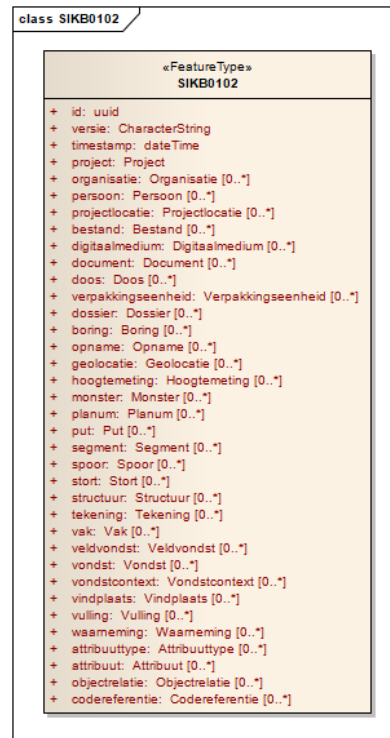 class SIKB0102
«FeatureType»
SIKB0102
+ id: uuid
+ versie: CharacterString
+ timestamp: dateTime
+ project: Project
+ organisatie: Organisatie [0..*]
+ persoon: Persoon [0..*]
+ projectlocatie: Projectlocatie [0..*]
+ bestand: Bestand [0..*]
+ digitaalmedium: Digitaalmedium [0..*]
+ document: Document [0..*]
+ doos: Doos [0..*]
+ verpakkingseenheid: Verpakkingseenheid [0..*]
+ dossier: Dossier [0..*]
+ boring: Boring [0..*]
+ opname: Opname [0..*]
+ geolocatie: Geolocatie [0..*]
+ hoogtemeting: Hoogtemeting [0..*]
+ monster: Monster [0..*]
+ planum: Planum [0..*]
+ put: Put [0..*]
+ segment: Segment [0..*]
+ spoor: Spoor [0..*]
+ stort: Stort [0..*]
+ structuur: Structuur [0..*]
+ tekening: Tekening [0..*]
+ vak: Vak [0..*]
+ veldvondst: Veldvondst [0..*]
+ vondst: Vondst [0..*]
+ vondstcontext: Vondstcontext [0..*]
+ vindplaats: Vindplaats [0..*]
+ vulling: Vulling [0..*]
+ waarneming: Waarneming [0..*]
+ attribuuttype: Attribuuttype [0..*]
+ attribuut: Attribuut [0..*]
+ objectrelatie: Objectrelatie [0..*]
+ codereferentie: Codereferentie [0..*]